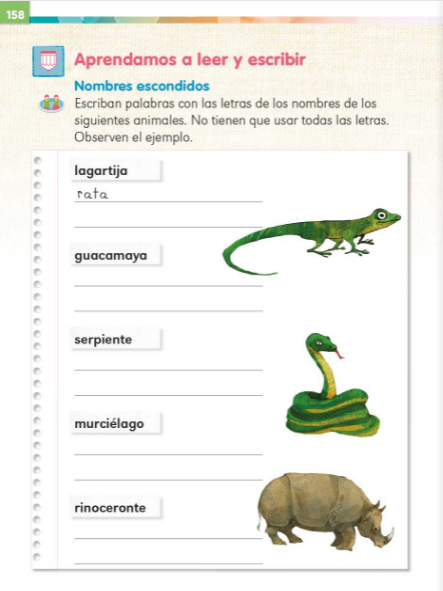 158
Aprendamos a leer y escribir
Nombres escondidos
Escriban palabras con las letras de los nombres de los
siguientes animales. No tienen que usar todas las letras.
Observen el ejemplo.
lagartija
rata
guacamaya
serpiente
murciélago
rinoceronte